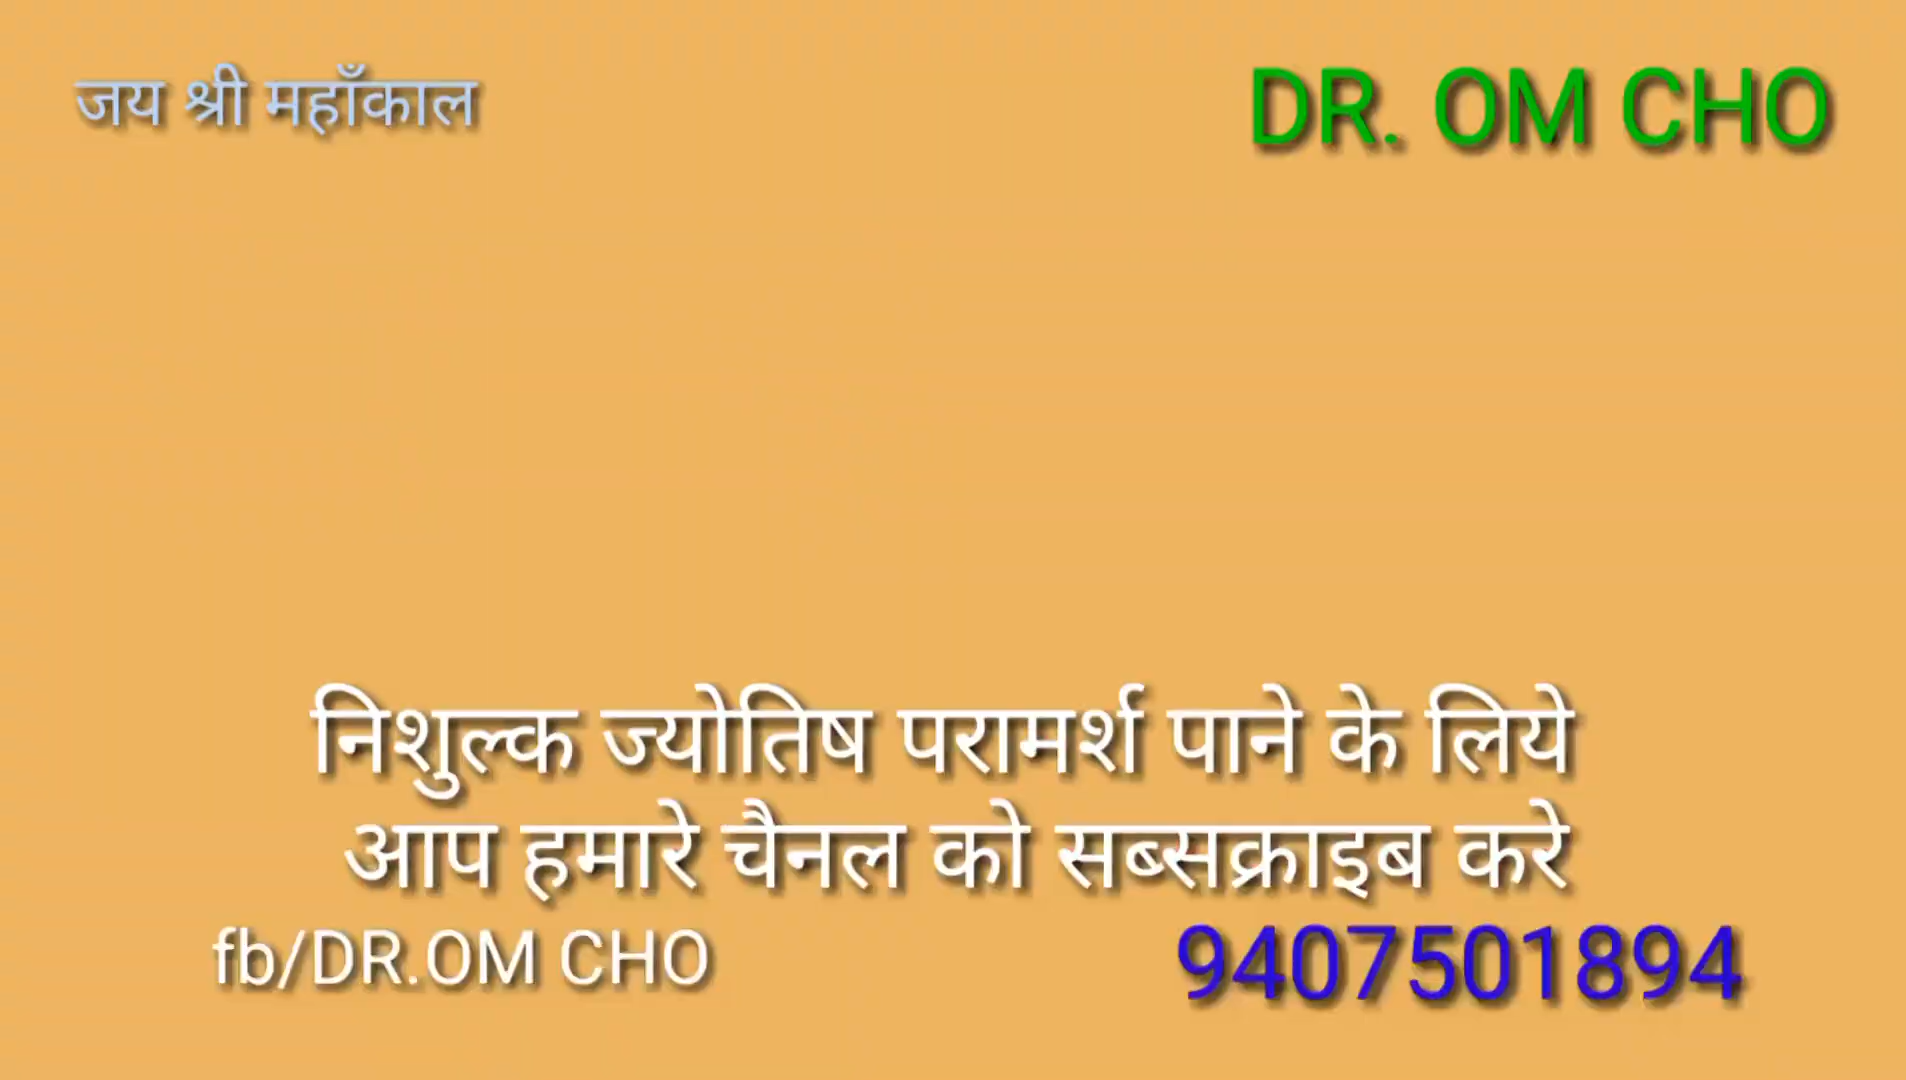 जय श्री महाँकाल
DR. OM CHO
निशुल्क ज्योतिष परामर्श पाने के लिये
आप हमारे चैनल को सब्सक्राइब करे
fb/DR.OM CHO
9407501894